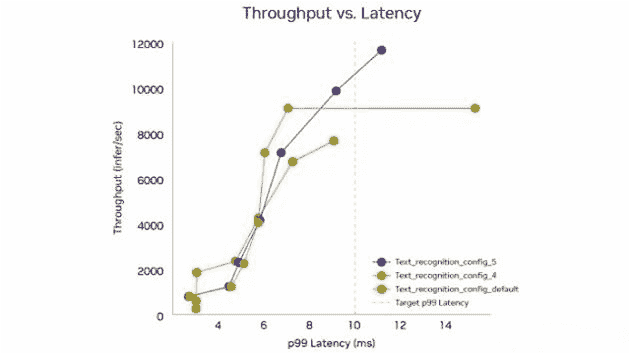 Throughput vs. Latency
12000
10000
8000
6000
4000
2000
0
Throughput (infer/sec)
4
6
8
10
12
14
p99 Latency (ms)
Text_recognition_config_5
Text_recognition_config_4
Text_recognition_config_default
Target p99 Latency